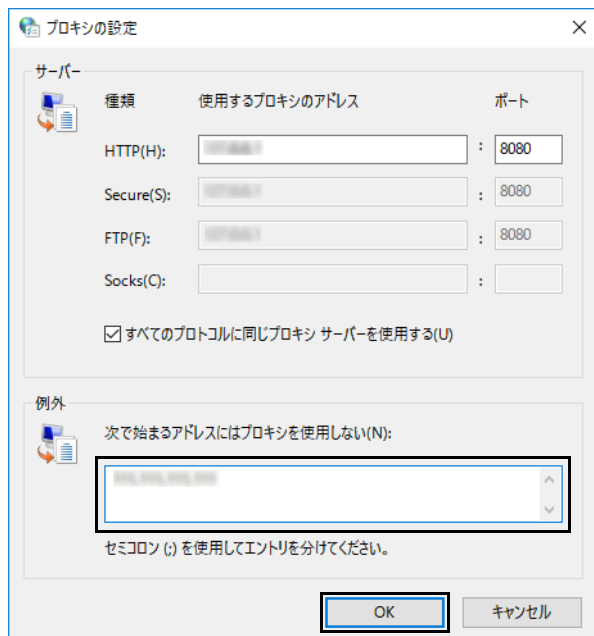 プロキシの設定
サーバー
種類 使用するプロキシのアドレス ポート
HTTP(H): : 8080
Secure(S): : 8080
FTP(F): : 8080
Socks(C): :
すべてのプロトコルに同じプロキシ サーバーを使用する(U)
例外
次で始まるアドレスにはプロキシを使用しない(N):
セミコロン (;) を使用してエントリを分けてください。
OK キャンセル